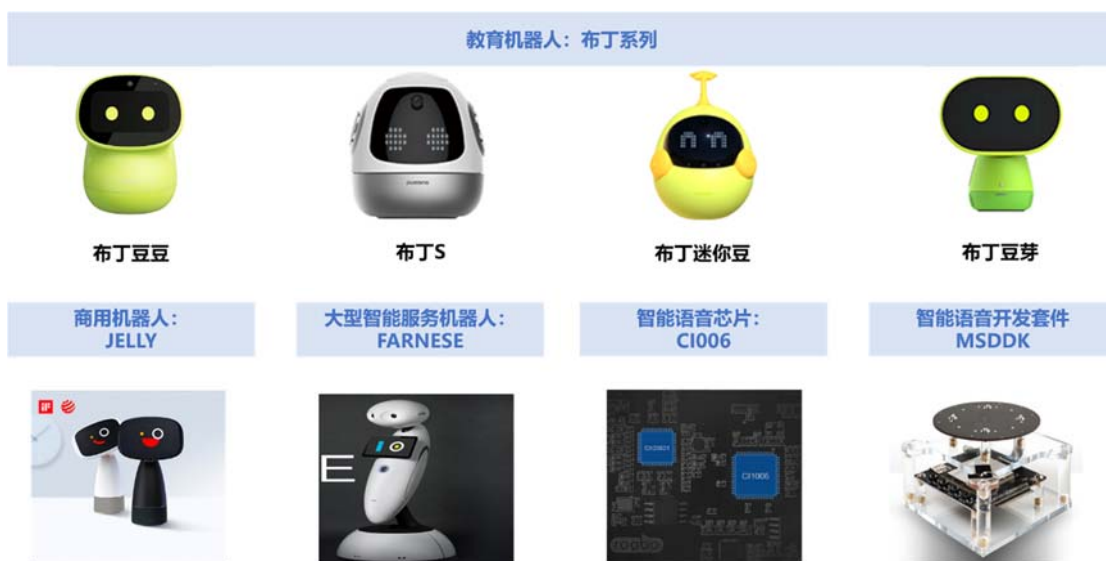 教育机器人：布丁系列
布丁豆豆
布丁S
布丁迷你豆
布丁豆芽
商用机器人：
JELLY
大型智能服务机器人：
FARNESE
智能语音芯片：
CI006
智能语音开发套件
MSDDK
iF
E
CI1006